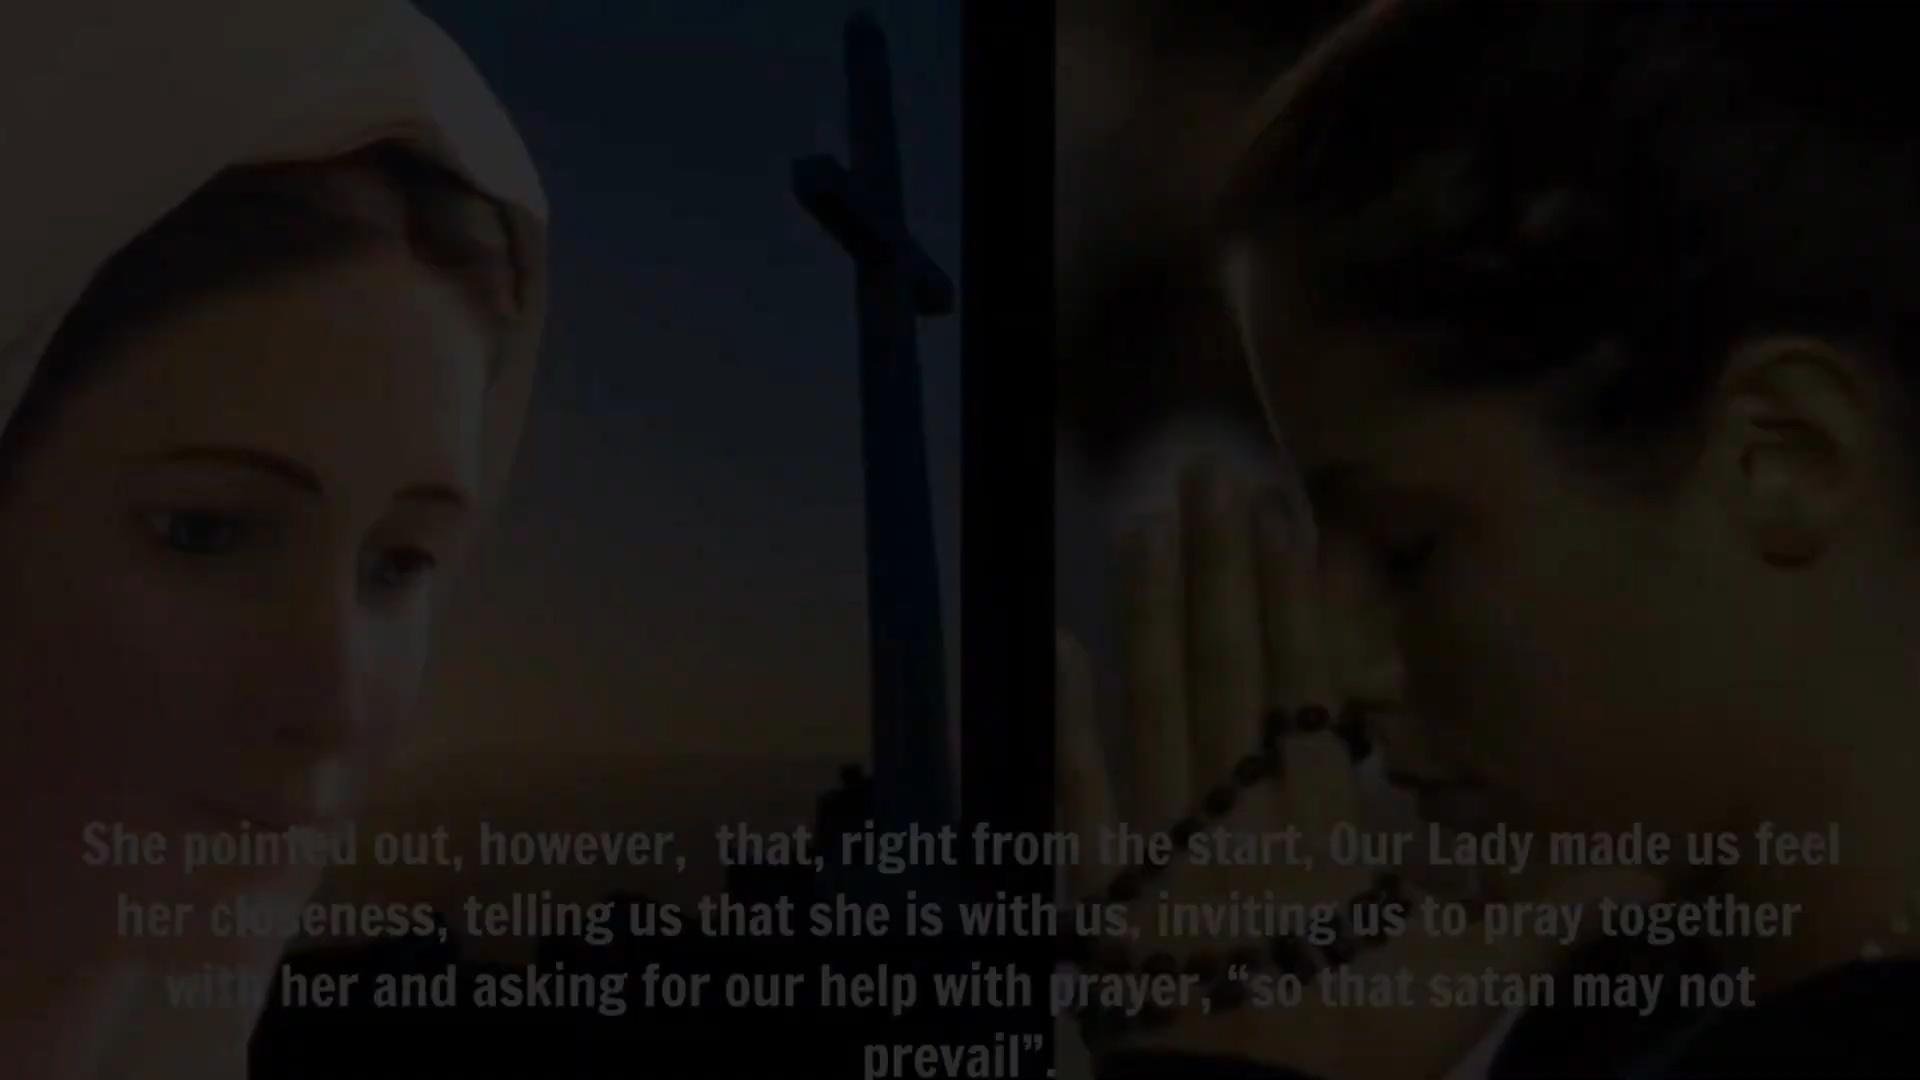 She pointed out, however, that, right from the start, Our Lady made us feel
her closeness, telling us that she is with us, inviting us to pray together
with her and asking for our help with prayer, “so that satan may not
prevail”.